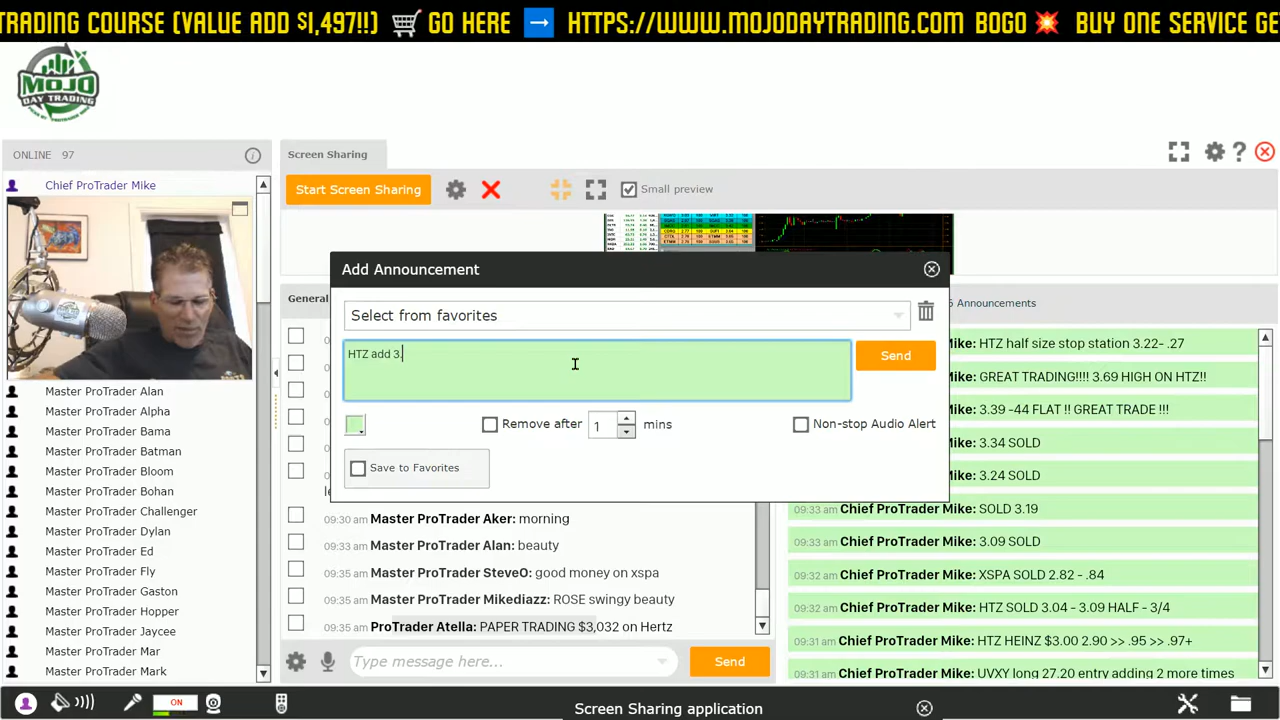 TRADING COURSE (VALUE ADD $1,497!!) 🛒 GO HERE ➡ HTTPS://WWW.MOJODAYTRADING.COM BOGO 💥 BUY ONE SERVICE GE
MOJO
DAY TRADING
ONLINE 97
Chief ProTrader Mike
Master ProTrader Alan
Master ProTrader Alpha
Master ProTrader Bama
Master ProTrader Batman
Master ProTrader Bloom
Master ProTrader Bohan
Master ProTrader Challenger
Master ProTrader Dylan
Master ProTrader Ed
Master ProTrader Fly
Master ProTrader Gaston
Master ProTrader Hopper
Master ProTrader Jaycee
Master ProTrader Mar
Master ProTrader Mark
Screen Sharing
Start Screen Sharing
Small preview
General
Add Announcement
Select from favorites
HTZ add 3.
Send
Remove after 1 mins
Non-stop Audio Alert
Save to Favorites
09:30 am Master ProTrader Aker: morning
09:33 am Master ProTrader Alan: beauty
09:35 am Master ProTrader SteveO: good money on xspa
09:35 am Master ProTrader Mikediazz: ROSE swingy beauty
09:35 am ProTrader Atella: PAPER TRADING $3,032 on Hertz
Type message here...
Send
Announcements
ike: HTZ half size stop station 3.22- .27
ike: GREAT TRADING!!!! 3.69 HIGH ON HTZ!!
ike: 3.39 -44 FLAT !! GREAT TRADE !!!
ike: 3.34 SOLD
ike: 3.24 SOLD
09:33 am Chief ProTrader Mike: SOLD 3.19
09:33 am Chief ProTrader Mike: 3.09 SOLD
09:32 am Chief ProTrader Mike: XSPA SOLD 2.82 - .84
09:32 am Chief ProTrader Mike: HTZ SOLD 3.04 - 3.09 HALF - 3/4
09:31 am Chief ProTrader Mike: HTZ HEINZ $3.00 2.90 >> .95 >> .97+
09:31 am Chief ProTrader Mike: UVXY long 27.20 entry adding 2 more times
ON
Screen Sharing application